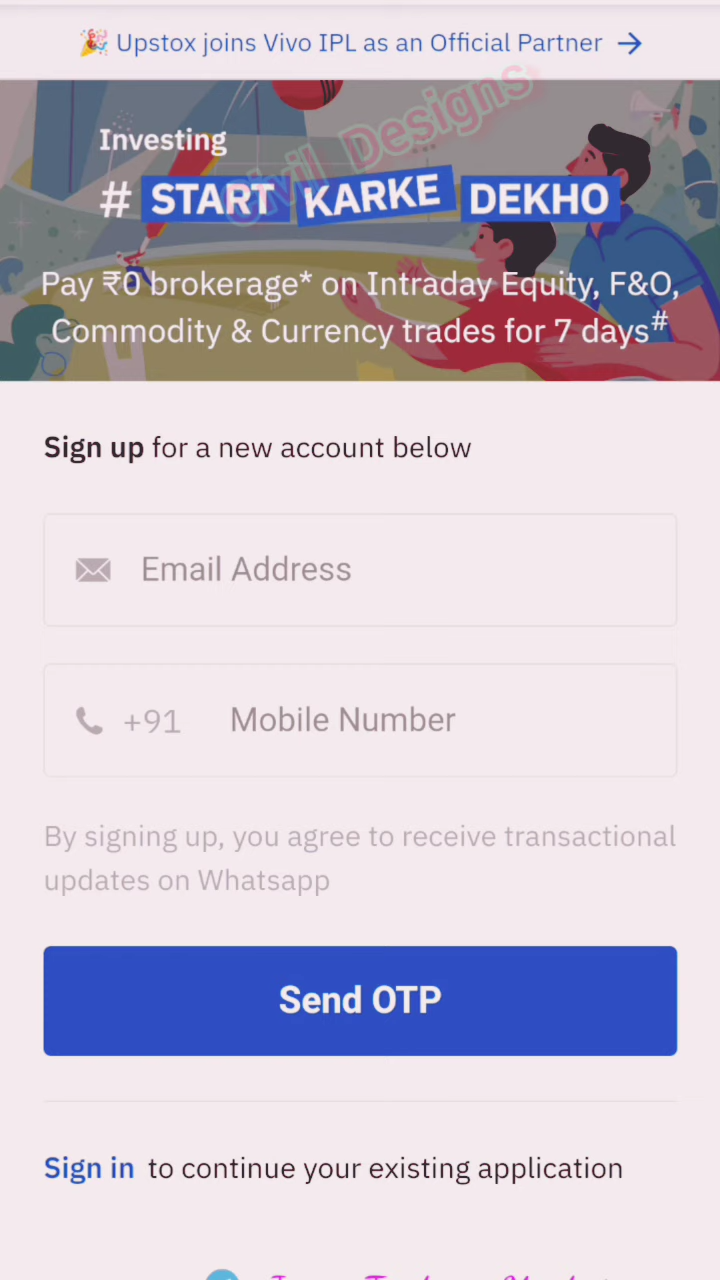 🎉 Upstox joins Vivo IPL as an Official Partner →
Civil Designs
Investing
# START KARKE DEKHO
Pay ₹0 brokerage* on Intraday Equity, F&O,
Commodity & Currency trades for 7 days#
Sign up for a new account below
Email Address
+91 Mobile Number
By signing up, you agree to receive transactional
updates on Whatsapp
Send OTP
Sign in to continue your existing application